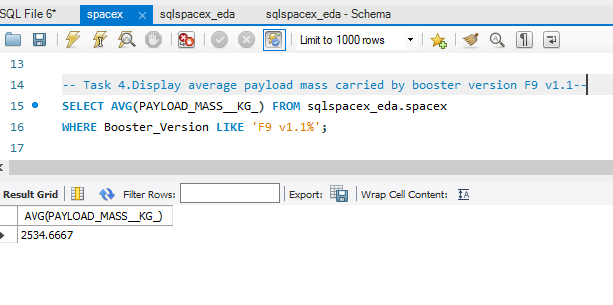 SQL File 6* spacex sqlspacex_eda sqlspacex_eda - Schema
Limit to 1000 rows
13
14 -- Task 4.Display average payload mass carried by booster version F9 v1.1--
15 SELECT AVG(PAYLOAD_MASS__KG_) FROM sqlspacex_eda.spacex
16 WHERE Booster_Version LIKE 'F9 v1.1%';
17
Result Grid Filter Rows: Export: Wrap Cell Content:
AVG(PAYLOAD_MASS__KG_)
2534.6667